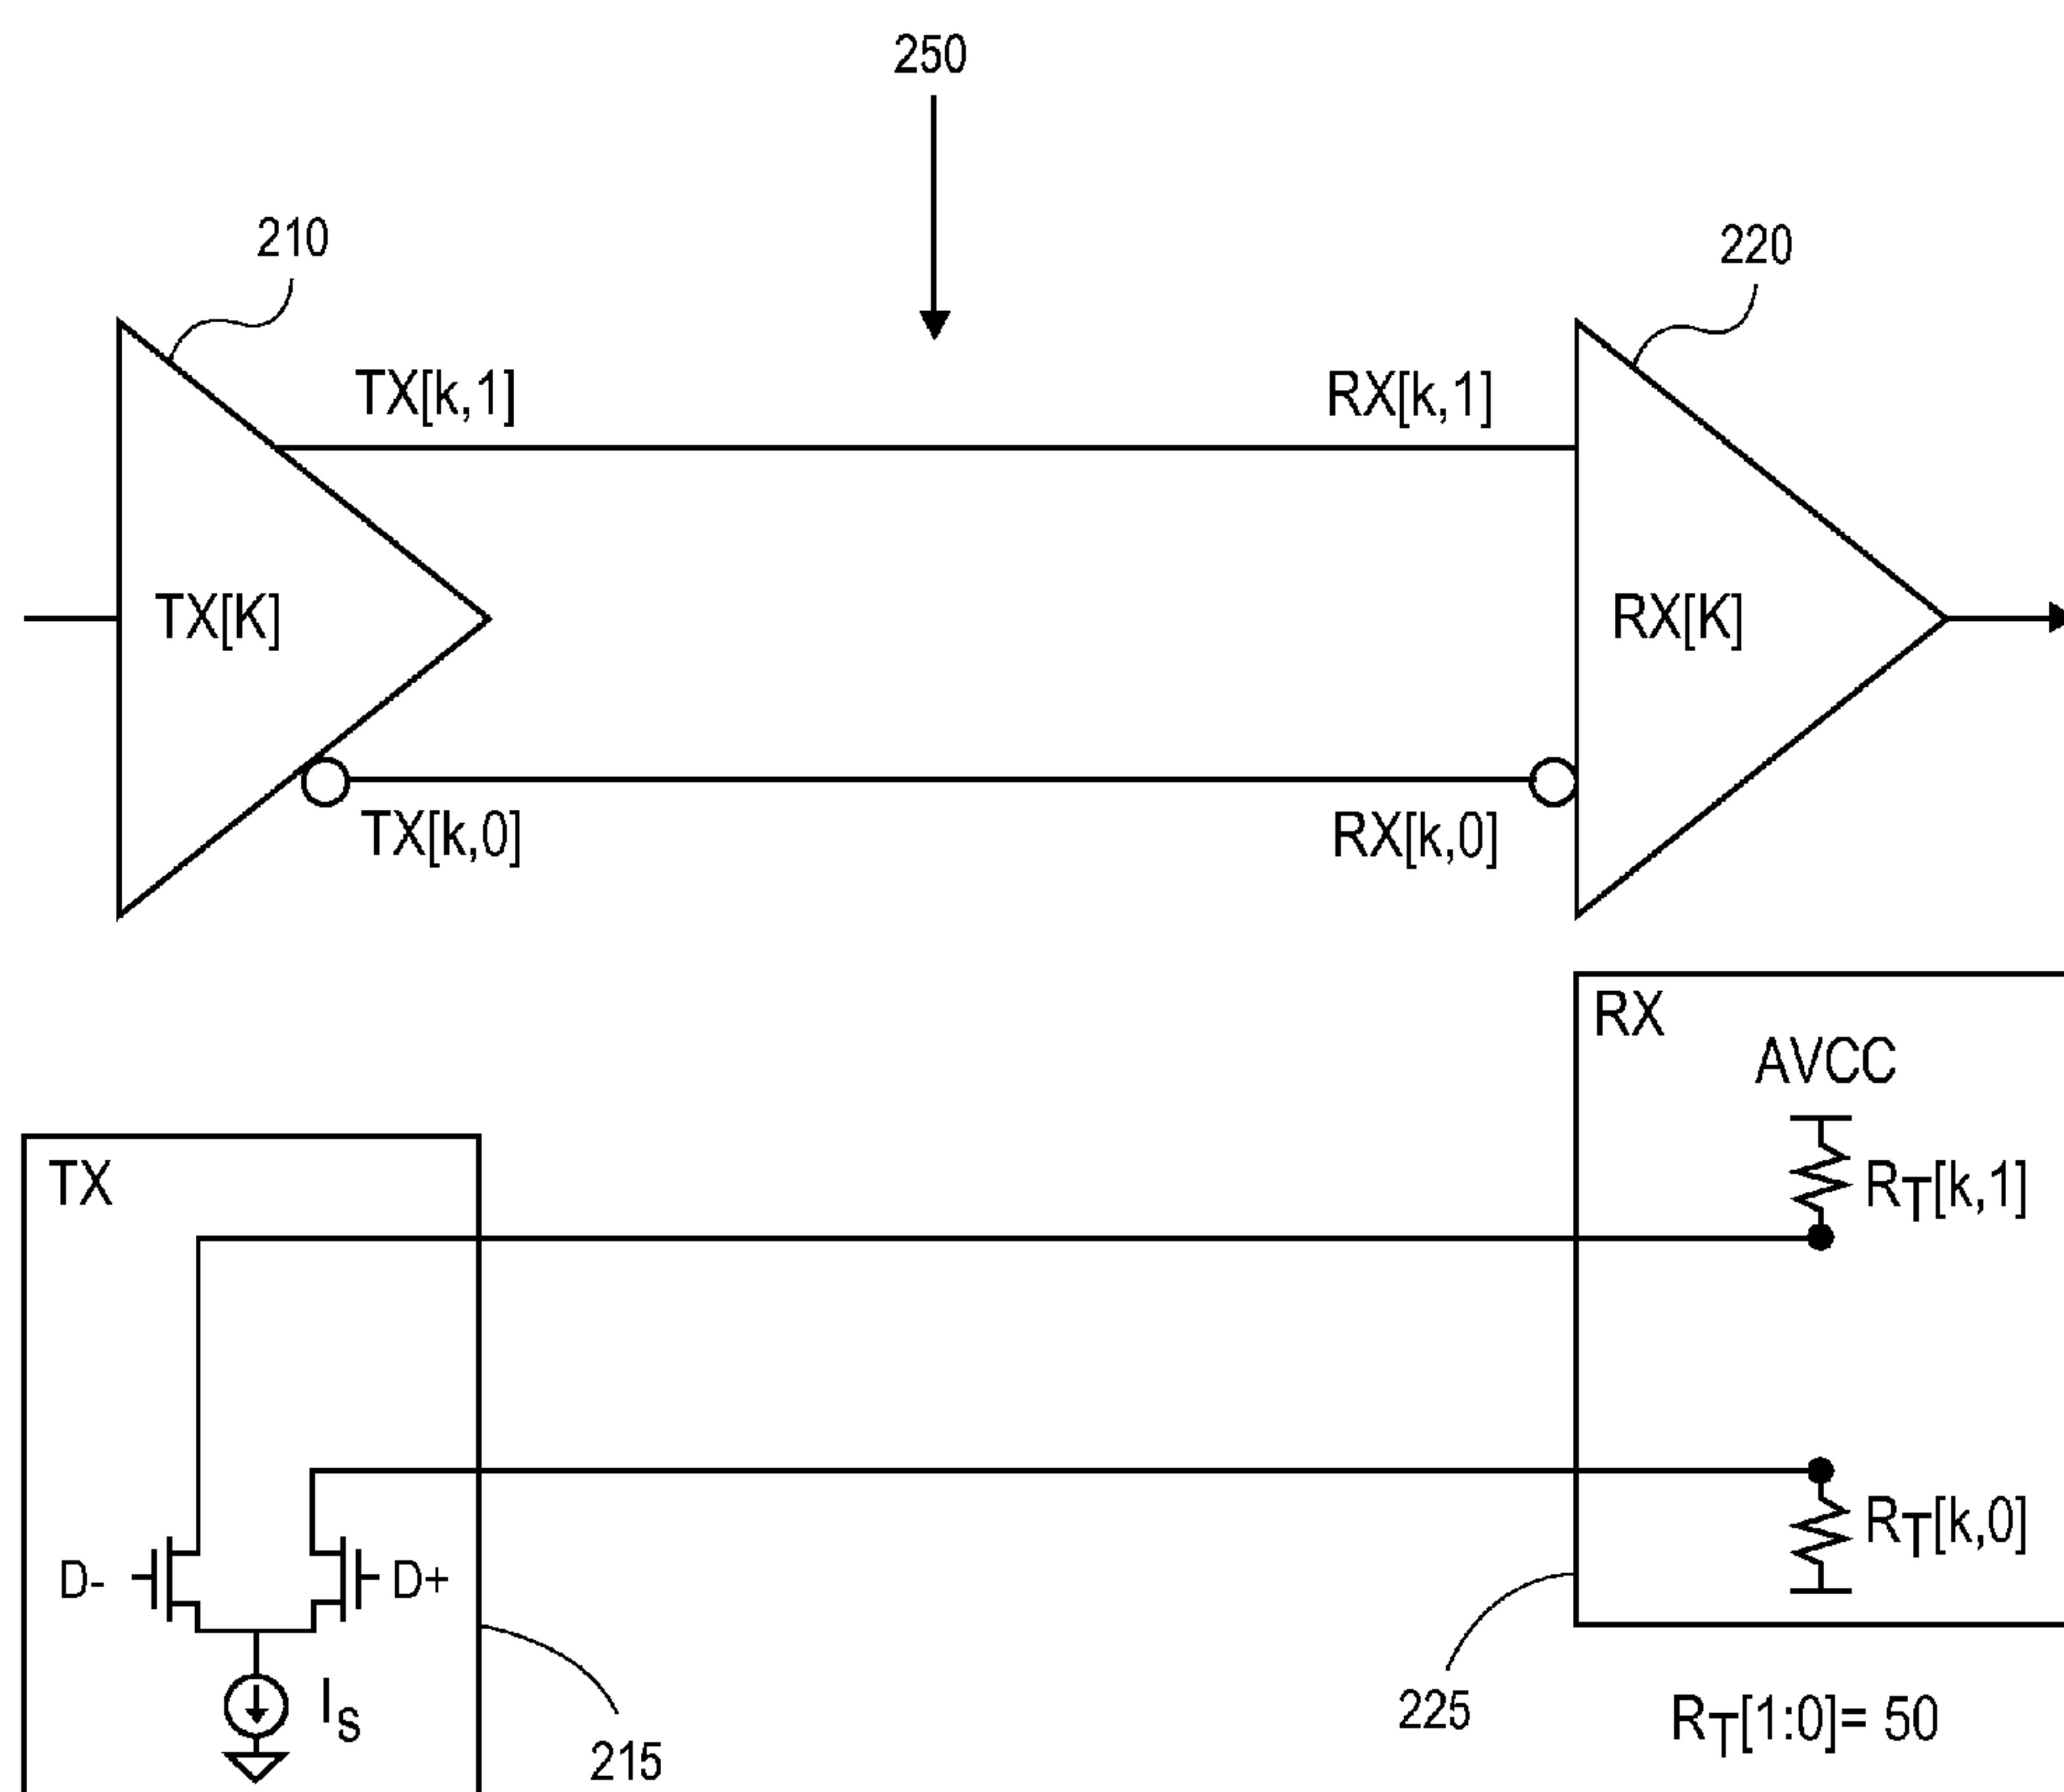 250
210
220
TX[k,1]
RX[k,1]
TX[K]
RX[K]
TX[k,0]
RX[k,0]
RX
AVCC
TX
RT[k,1]
RT[k,0]
D-
D+
IS
225
RT[1:0]= 50
215